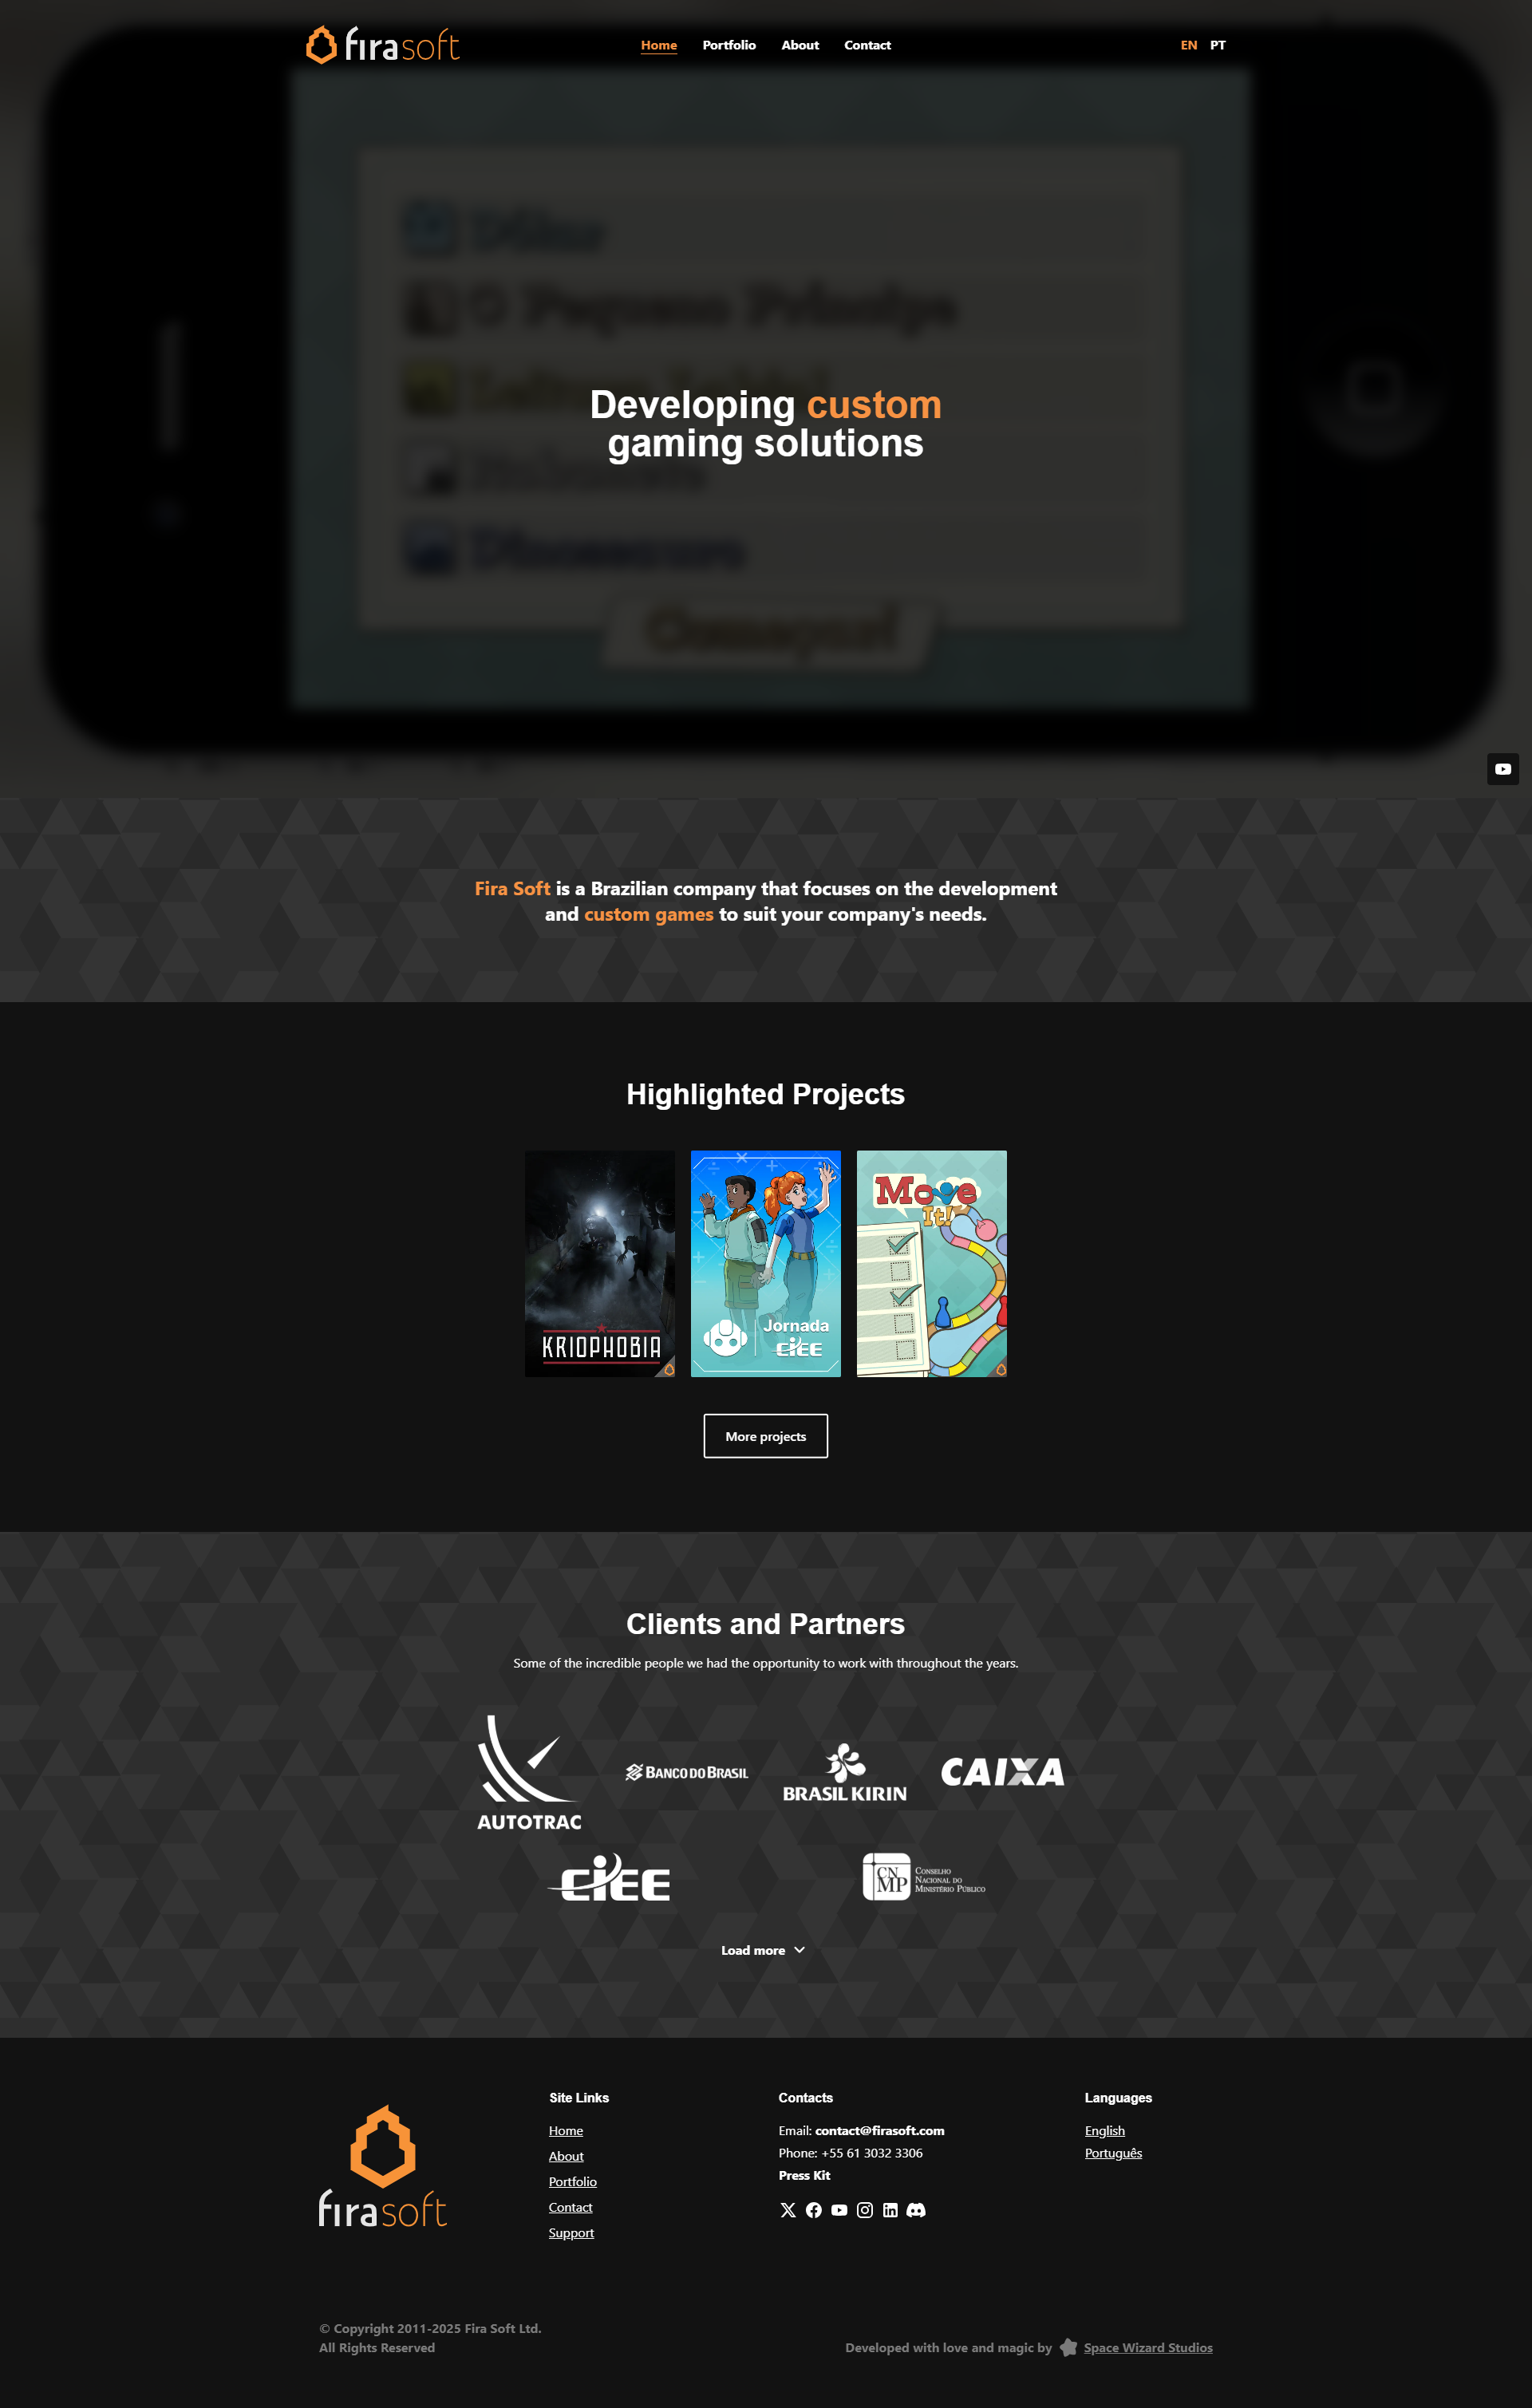 firasoft
Home Portfolio About Contact
EN PT
O Pequeno Príncipe
Dinossauro
Developing custom
gaming solutions
Fira Soft is a Brazilian company that focuses on the development
and custom games to suit your company's needs.
Highlighted Projects
KRIOPHOBIA
Jornada
CIEE
Move
It!
More projects
Clients and Partners
Some of the incredible people we had the opportunity to work with throughout the years.
AUTOTRAC
BANCO DO BRASIL
BRASIL KIRIN
CAIXA
CIEE
CN
MP
CONSELHO
NACIONAL DO
MINISTÉRIO PÚBLICO
Load more
firasoft
Site Links
Home
About
Portfolio
Contact
Support
Contacts
Email: contact@firasoft.com
Phone: +55 61 3032 3306
Press Kit
Languages
English
Português
© Copyright 2011-2025 Fira Soft Ltd.
All Rights Reserved
Developed with love and magic by Space Wizard Studios